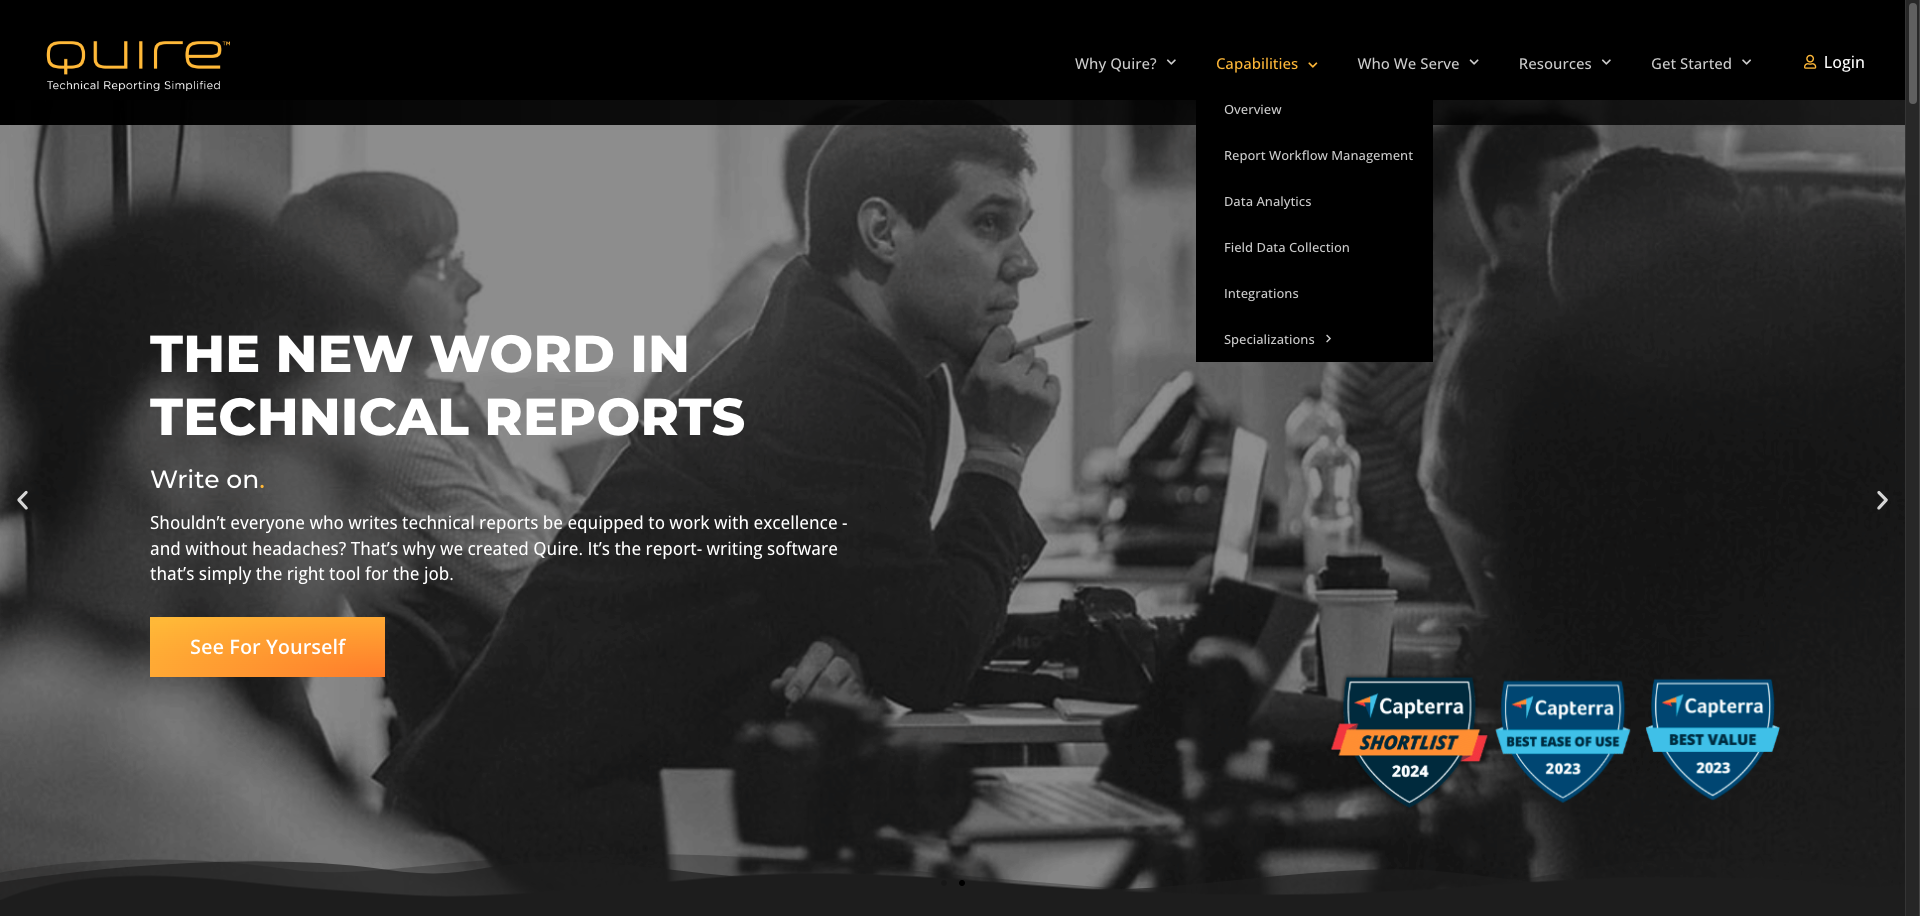 QUIRE™
Technical Reporting Simplified
Why Quire?
Capabilities
Who We Serve
Resources
Get Started
Login
Overview
Report Workflow Management
Data Analytics
Field Data Collection
Integrations
Specializations
THE NEW WORD IN
TECHNICAL REPORTS
Write on.
Shouldn’t everyone who writes technical reports be equipped to work with excellence -
and without headaches? That’s why we created Quire. It’s the report- writing software
that’s simply the right tool for the job.
See For Yourself
Capterra
SHORTLIST
2024
Capterra
BEST EASE OF USE
2023
Capterra
BEST VALUE
2023